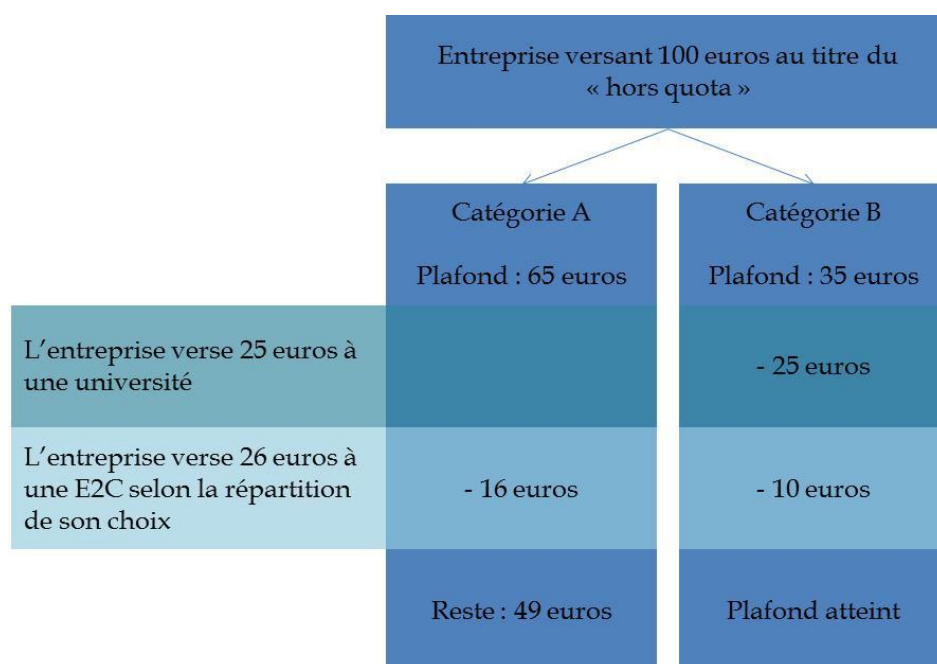 Entreprise versant 100 euros au titre du
« hors quota »
Catégorie A
Plafond : 65 euros
Catégorie B
Plafond : 35 euros
L’entreprise verse 25 euros à
une université
- 25 euros
L’entreprise verse 26 euros à
une E2C selon la répartition
de son choix
- 16 euros
- 10 euros
Reste : 49 euros
Plafond atteint